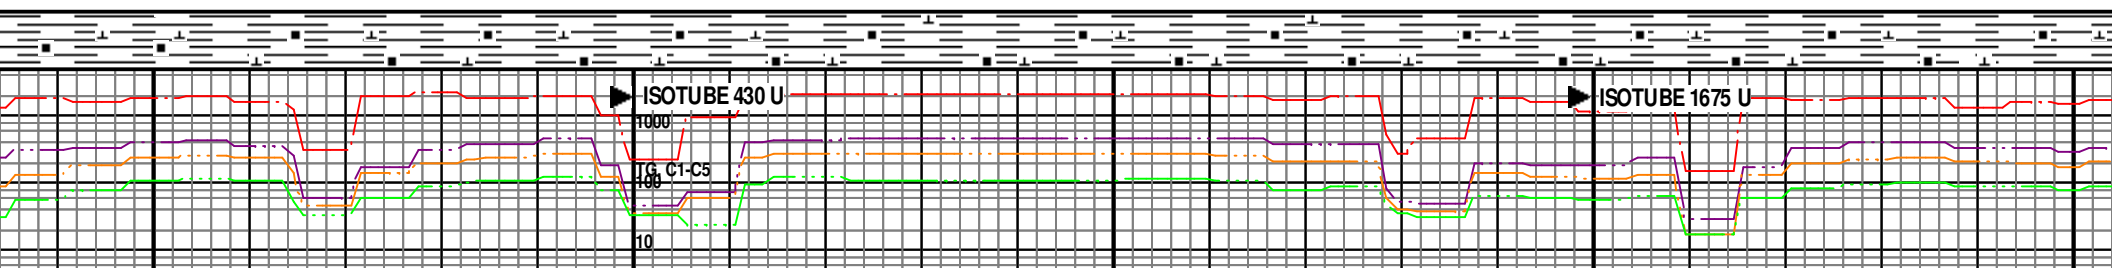 ISOTUBE 430 U
ISOTUBE 1675 U
1000
TG, C1-C5
100
10